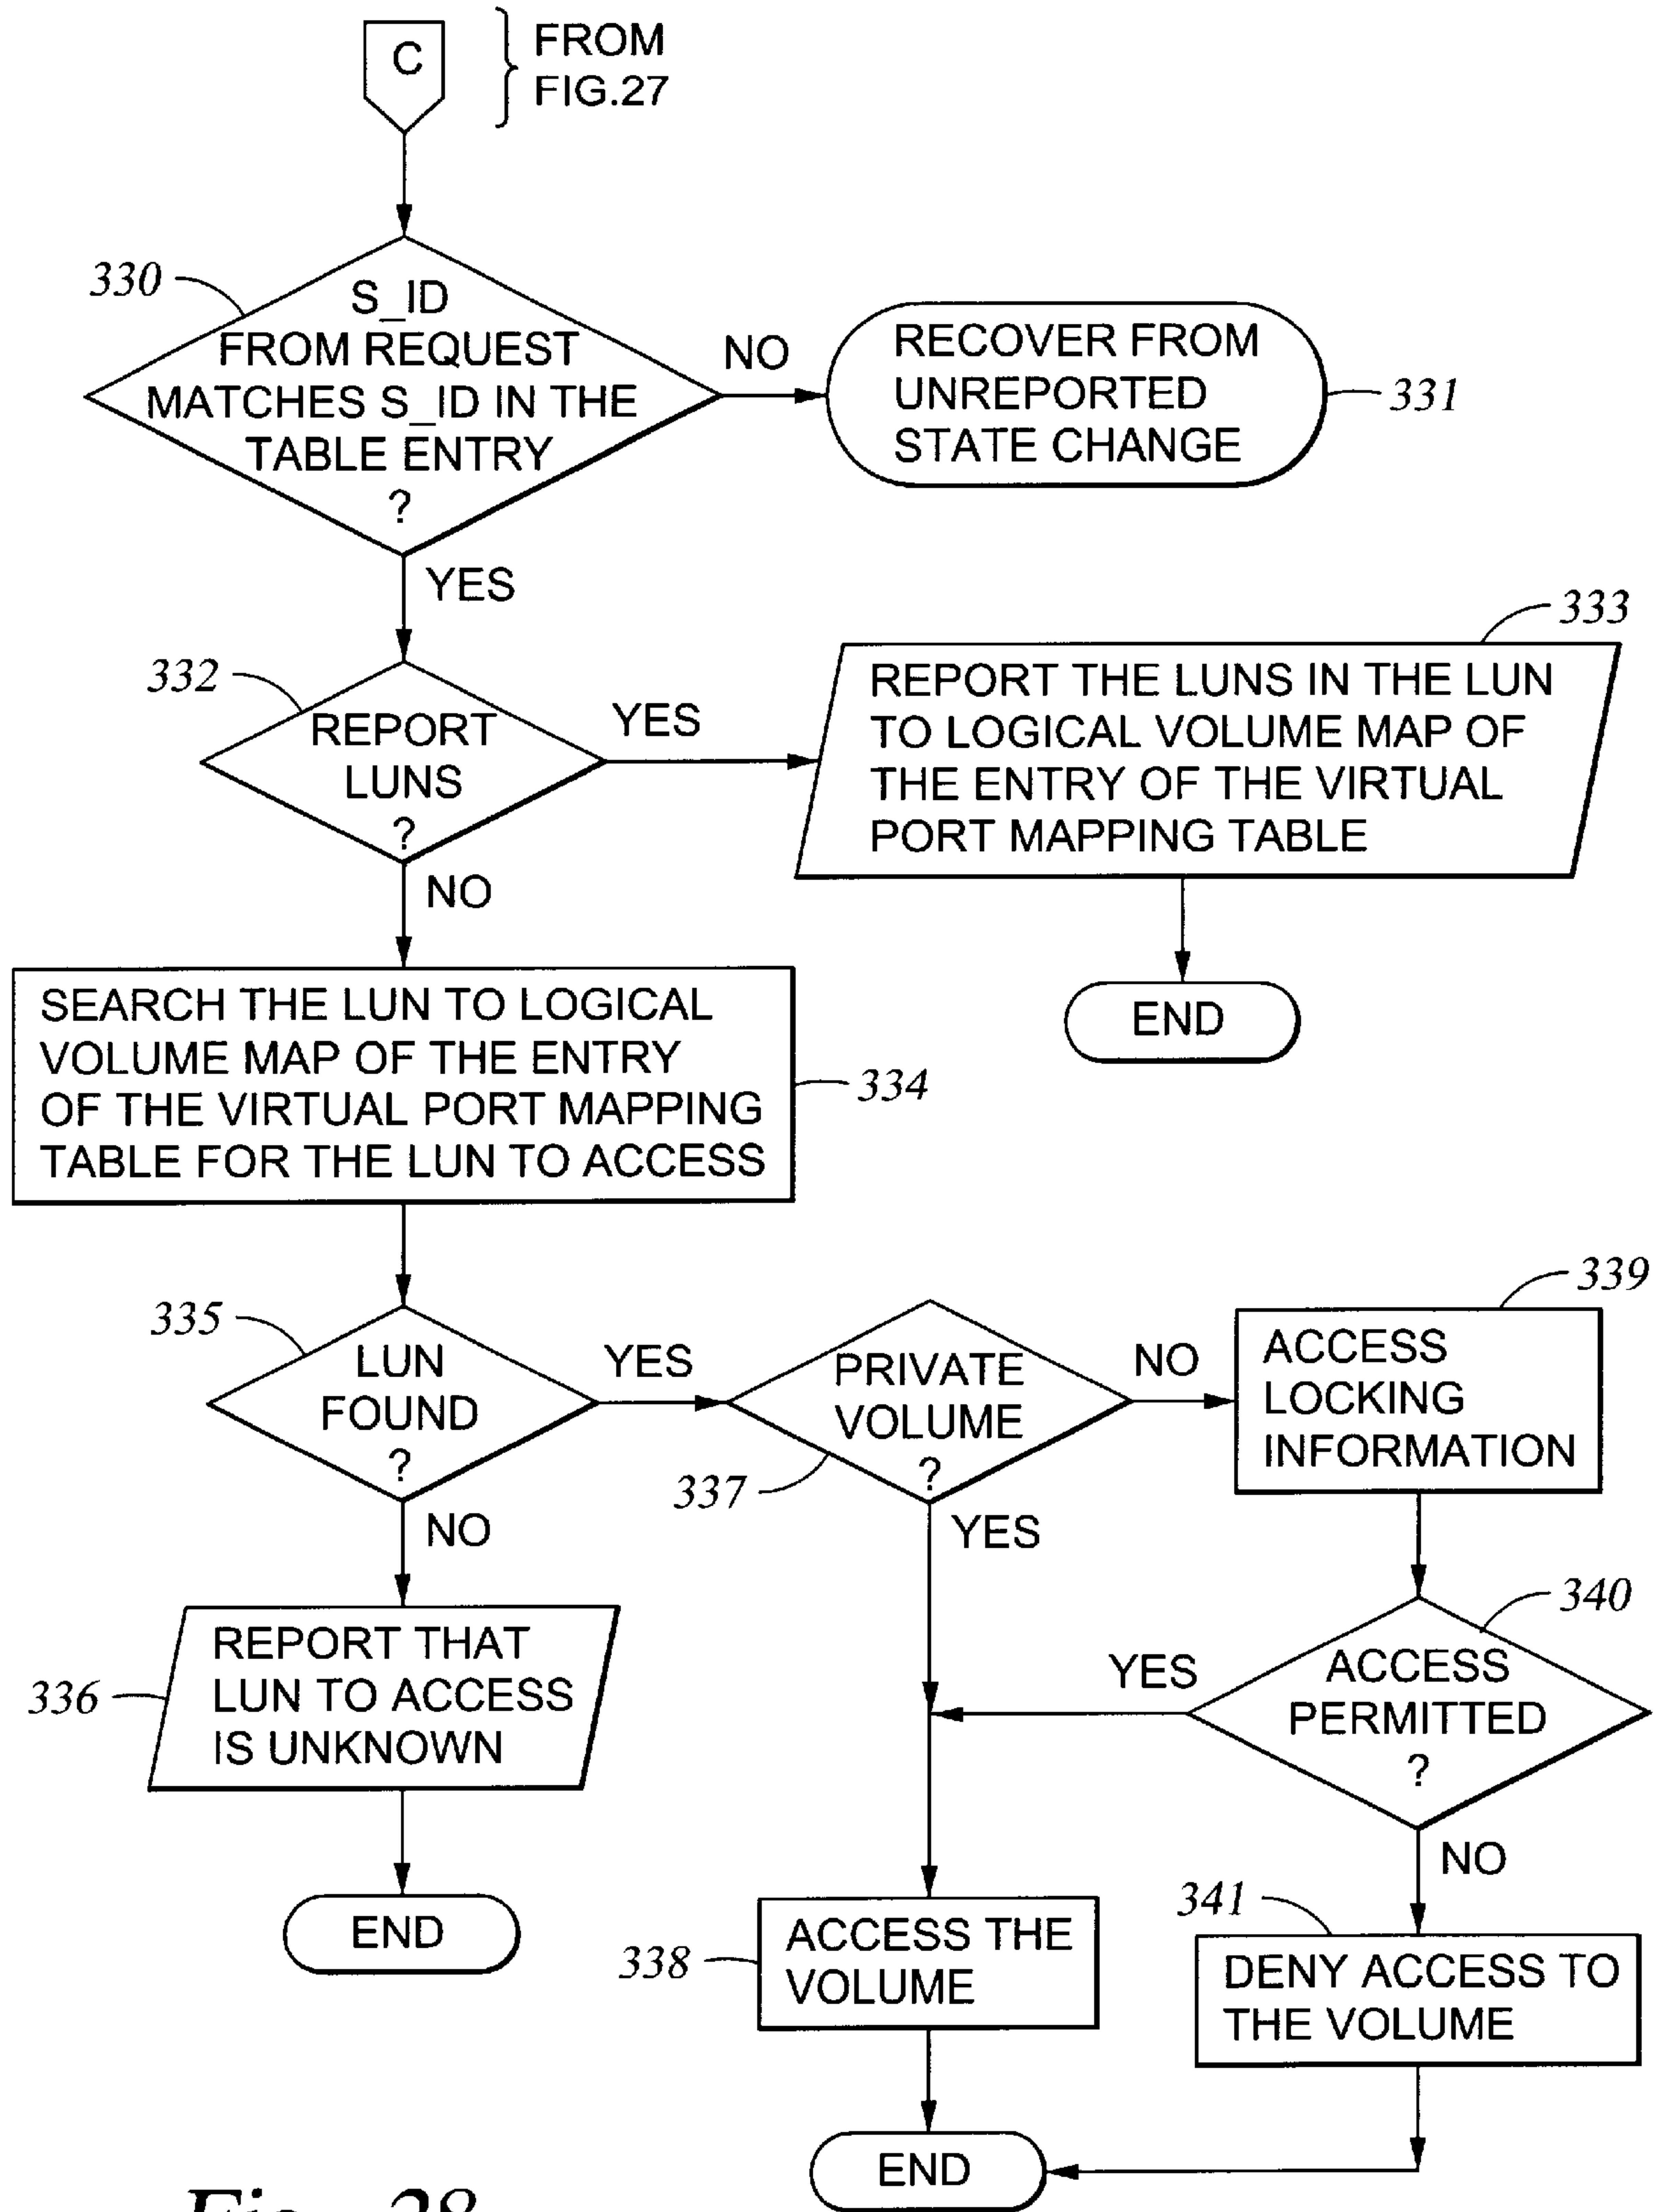 C
FROM
FIG.27
330
S_ID
FROM REQUEST
MATCHES S_ID IN THE
TABLE ENTRY
?
NO
RECOVER FROM
UNREPORTED
STATE CHANGE
331
YES
332
REPORT
LUNS
?
YES
333
REPORT THE LUNS IN THE LUN
TO LOGICAL VOLUME MAP OF
THE ENTRY OF THE VIRTUAL
PORT MAPPING TABLE
END
NO
SEARCH THE LUN TO LOGICAL
VOLUME MAP OF THE ENTRY
OF THE VIRTUAL PORT MAPPING
TABLE FOR THE LUN TO ACCESS
334
335
LUN
FOUND
?
YES
PRIVATE
VOLUME
?
337
NO
339
ACCESS
LOCKING
INFORMATION
NO
336
REPORT THAT
LUN TO ACCESS
IS UNKNOWN
END
YES
340
ACCESS
PERMITTED
?
YES
NO
338
ACCESS THE
VOLUME
341
DENY ACCESS TO
THE VOLUME
END
Fig. 28